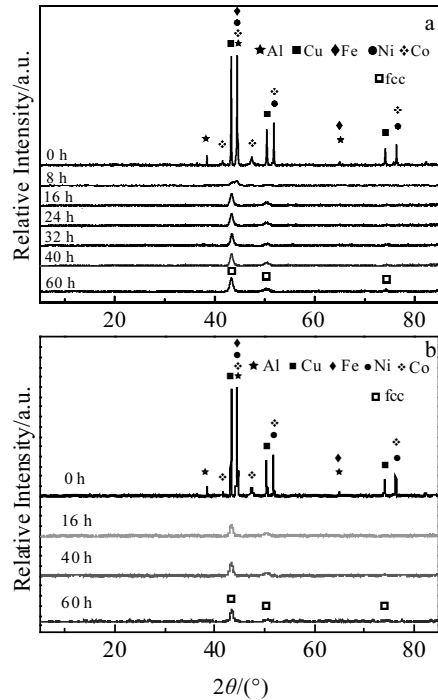 a
Al Cu Fe Ni Co
fcc
0 h
8 h
16 h
24 h
32 h
40 h
60 h
Relative Intensity/a.u.
20 40 60 80
b
Al Cu Fe Ni Co
fcc
0 h
16 h
40 h
60 h
Relative Intensity/a.u.
20 40 60 80
2θ/(°)